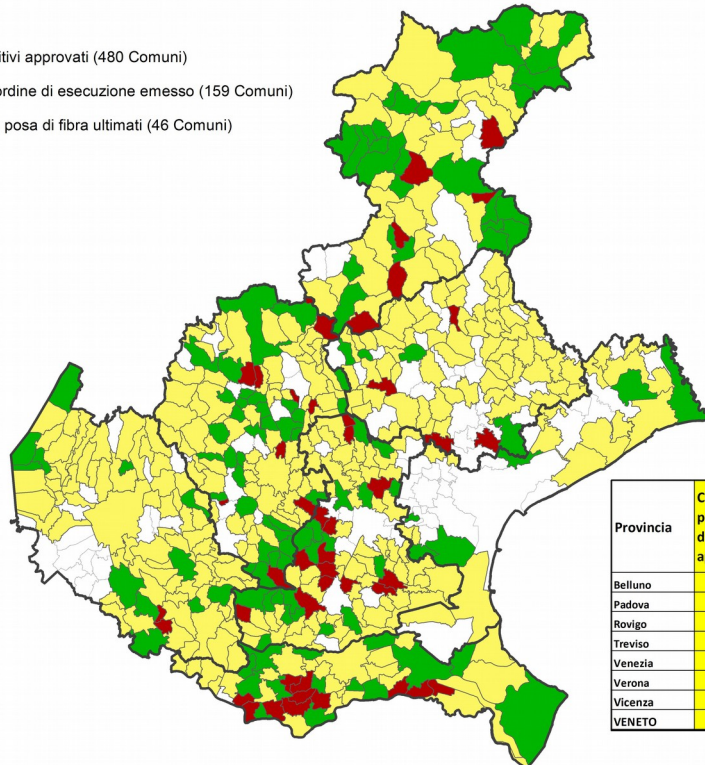 itivi approvati (480 Comuni)
ordine di esecuzione emesso (159 Comuni)
posa di fibra ultimati (46 Comuni)
Provincia
Belluno
Padova
Rovigo
Treviso
Venezia
Verona
Vicenza
VENETO